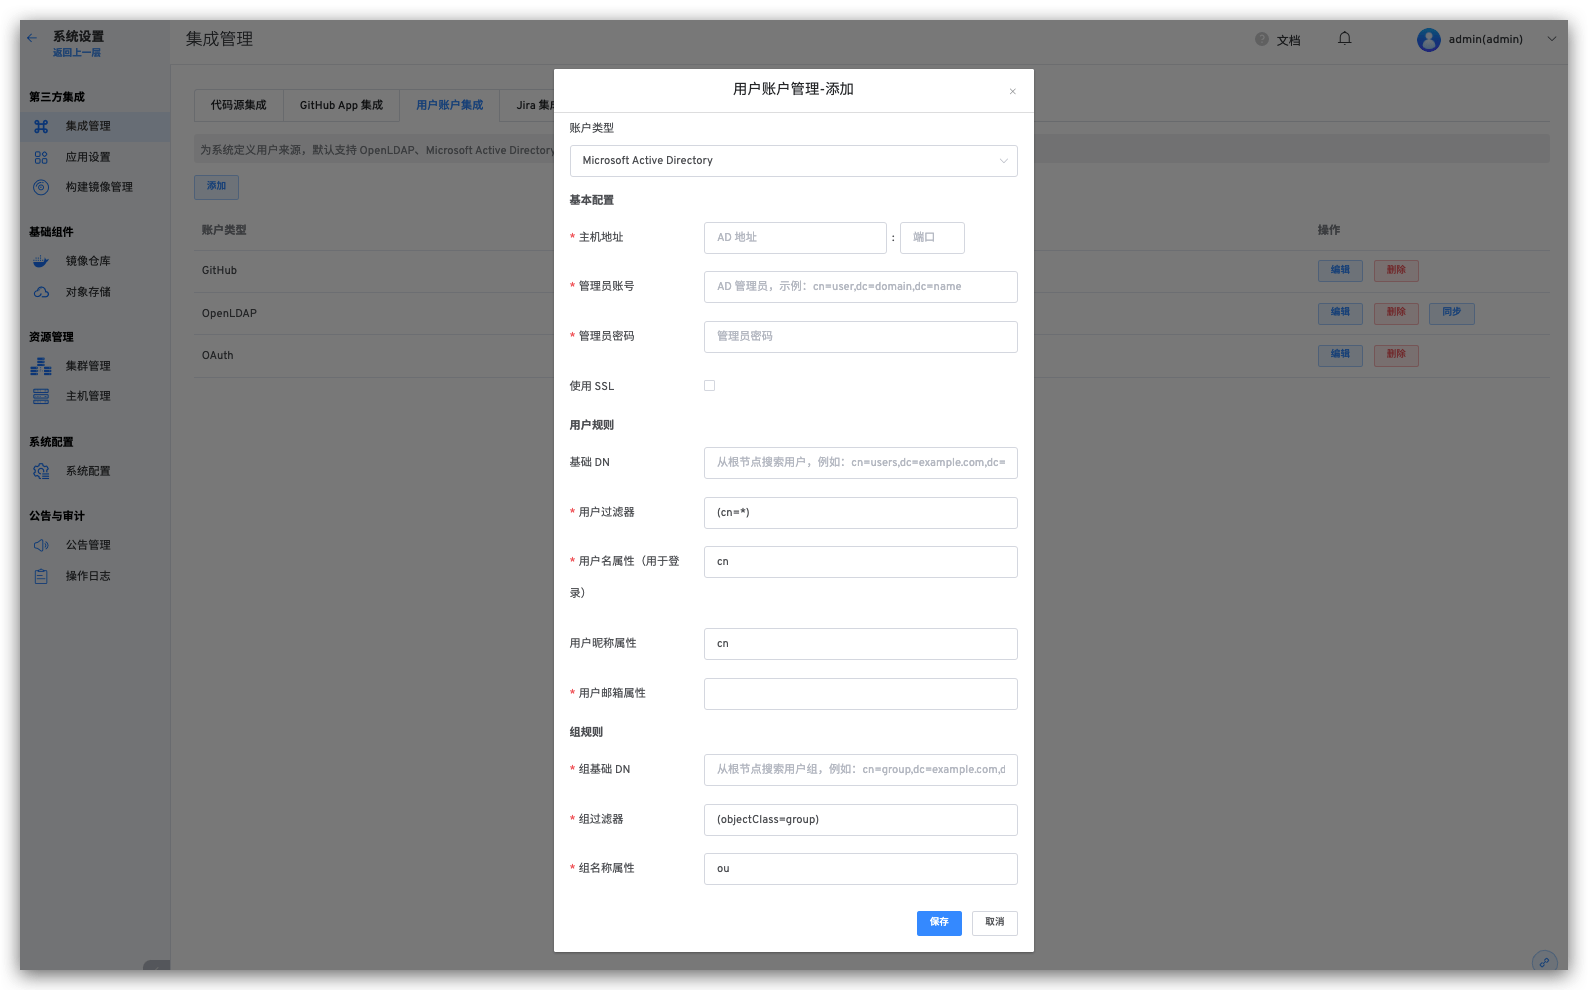 系统设置
返回上一层
集成管理
文档
admin(admin)
第三方集成
集成管理
应用设置
构建镜像管理
基础组件
镜像仓库
对象存储
资源管理
集群管理
主机管理
系统配置
系统配置
公告与审计
公告管理
操作日志
代码源集成
GitHub App 集成
用户账户集成
Jira 集
为系统定义用户来源，默认支持 OpenLDAP、Microsoft Active Directory
添加
账户类型
操作
GitHub
编辑
删除
OpenLDAP
编辑
删除
同步
OAuth
编辑
删除
用户账户管理-添加
×
账户类型
Microsoft Active Directory
基本配置
* 主机地址
AD 地址
:
端口
* 管理员账号
AD 管理员，示例：cn=user,dc=domain,dc=name
* 管理员密码
管理员密码
使用 SSL
用户规则
基础 DN
从根节点搜索用户，例如：cn=users,dc=example.com,dc=
* 用户过滤器
(cn=*)
* 用户名属性（用于登
录）
cn
用户昵称属性
cn
* 用户邮箱属性
组规则
* 组基础 DN
从根节点搜索用户组，例如：cn=group,dc=example.com,d
* 组过滤器
(objectClass=group)
* 组名称属性
ou
保存
取消